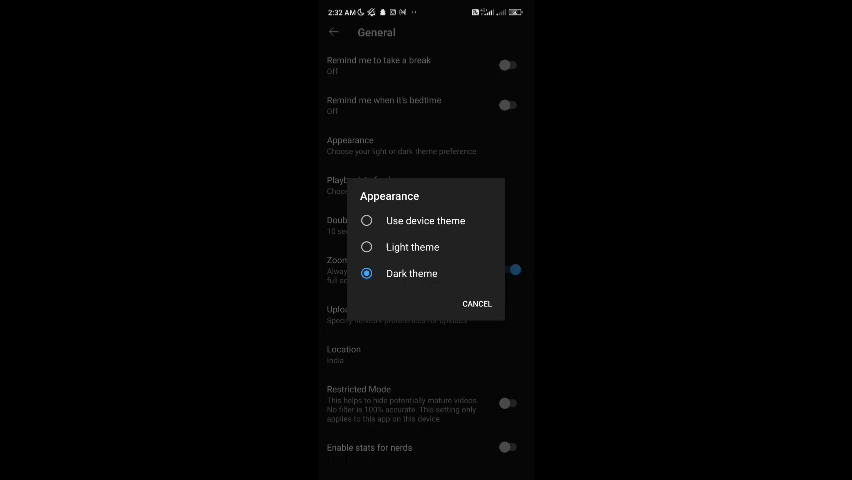 2:32 AM
General
Remind me to take a break
Off
Remind me when it's bedtime
Off
Appearance
Choose your light or dark theme preference
Appearance
Use device theme
Light theme
Dark theme
CANCEL
Location
India
Restricted Mode
This helps to hide potentially mature videos.
No filter is 100% accurate. This setting only
applies to this app on this device
Enable stats for nerds